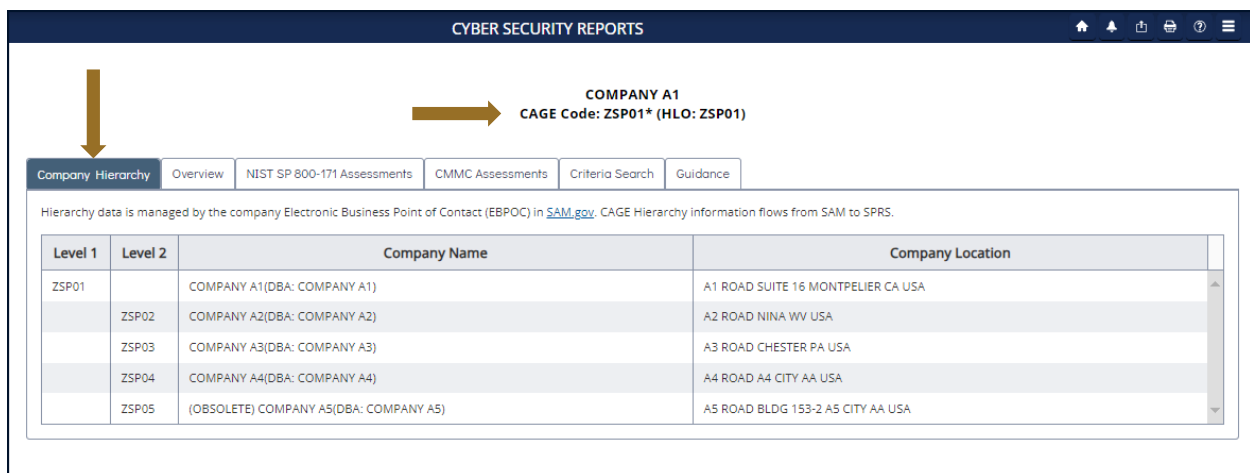 CYBER SECURITY REPORTS
COMPANY A1
CAGE Code: ZSP01* (HLO: ZSP01)
Company Hierarchy Overview NIST SP 800-171 Assessments CMMC Assessments Criteria Search Guidance
Hierarchy data is managed by the company Electronic Business Point of Contact (EBPOC) in SAM.gov. CAGE Hierarchy information flows from SAM to SPRS.
Level 1 Level 2 Company Name Company Location
ZSP01 COMPANY A1(DBA: COMPANY A1) A1 ROAD SUITE 16 MONTPELIER CA USA
ZSP02 COMPANY A2(DBA: COMPANY A2) A2 ROAD NINA WV USA
ZSP03 COMPANY A3(DBA: COMPANY A3) A3 ROAD CHESTER PA USA
ZSP04 COMPANY A4(DBA: COMPANY A4) A4 ROAD A4 CITY AA USA
ZSP05 (OBSOLETE) COMPANY A5(DBA: COMPANY A5) A5 ROAD BLDG 153-2 A5 CITY AA USA